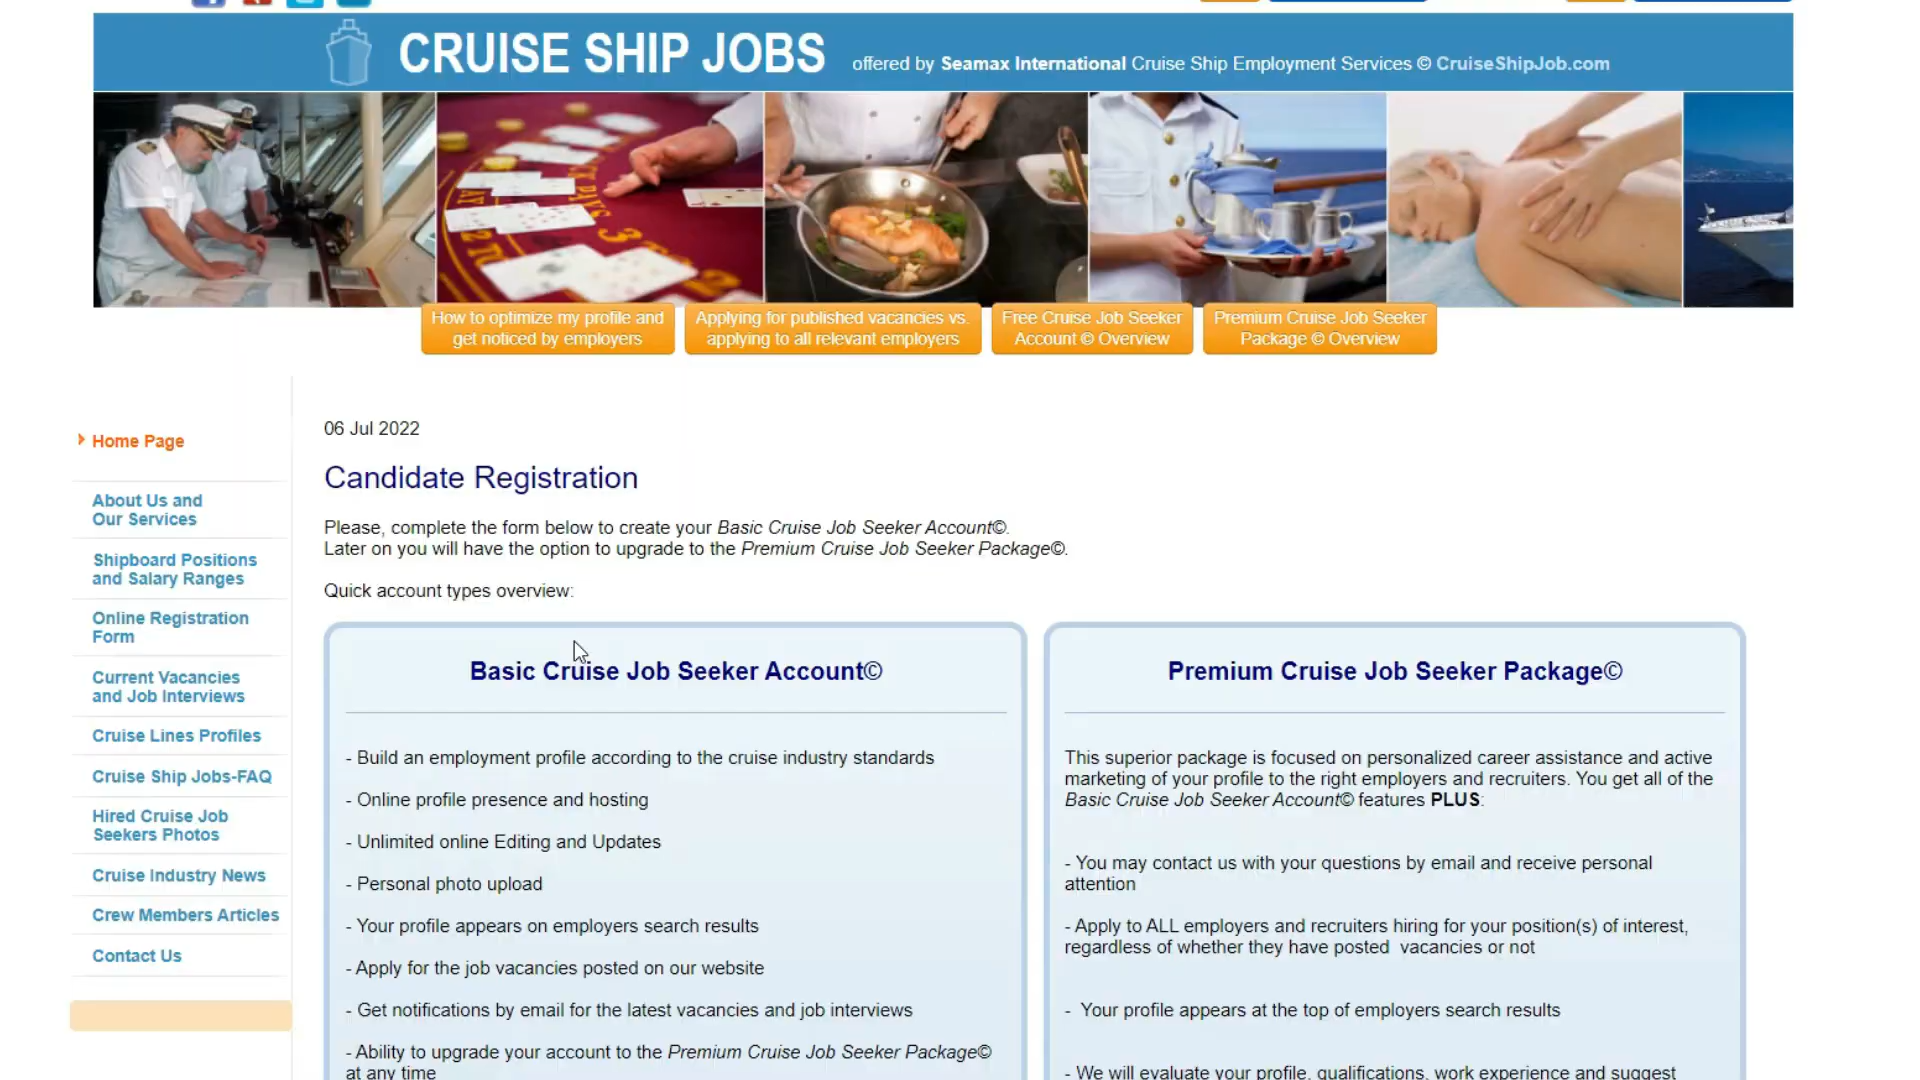 CRUISE SHIP JOBS offered by Seamax International Cruise Ship Employment Services © CruiseShipJob.com
How to optimize my profile and
get noticed by employers
Applying for published vacancies vs.
applying to all relevant employers
Free Cruise Job Seeker
Account © Overview
Premium Cruise Job Seeker
Package © Overview
Home Page
About Us and
Our Services
Shipboard Positions
and Salary Ranges
Online Registration
Form
Current Vacancies
and Job Interviews
Cruise Lines Profiles
Cruise Ship Jobs-FAQ
Hired Cruise Job
Seekers Photos
Cruise Industry News
Crew Members Articles
Contact Us
06 Jul 2022
Candidate Registration
Please, complete the form below to create your Basic Cruise Job Seeker Account©.
Later on you will have the option to upgrade to the Premium Cruise Job Seeker Package©.
Quick account types overview:
Basic Cruise Job Seeker Account©
- Build an employment profile according to the cruise industry standards
- Online profile presence and hosting
- Unlimited online Editing and Updates
- Personal photo upload
- Your profile appears on employers search results
- Apply for the job vacancies posted on our website
- Get notifications by email for the latest vacancies and job interviews
- Ability to upgrade your account to the Premium Cruise Job Seeker Package©
at any time
Premium Cruise Job Seeker Package©
This superior package is focused on personalized career assistance and active
marketing of your profile to the right employers and recruiters. You get all of the
Basic Cruise Job Seeker Account© features PLUS:
- You may contact us with your questions by email and receive personal
attention
- Apply to ALL employers and recruiters hiring for your position(s) of interest,
regardless of whether they have posted vacancies or not
- Your profile appears at the top of employers search results
- We will evaluate your profile, qualifications, work experience and suggest